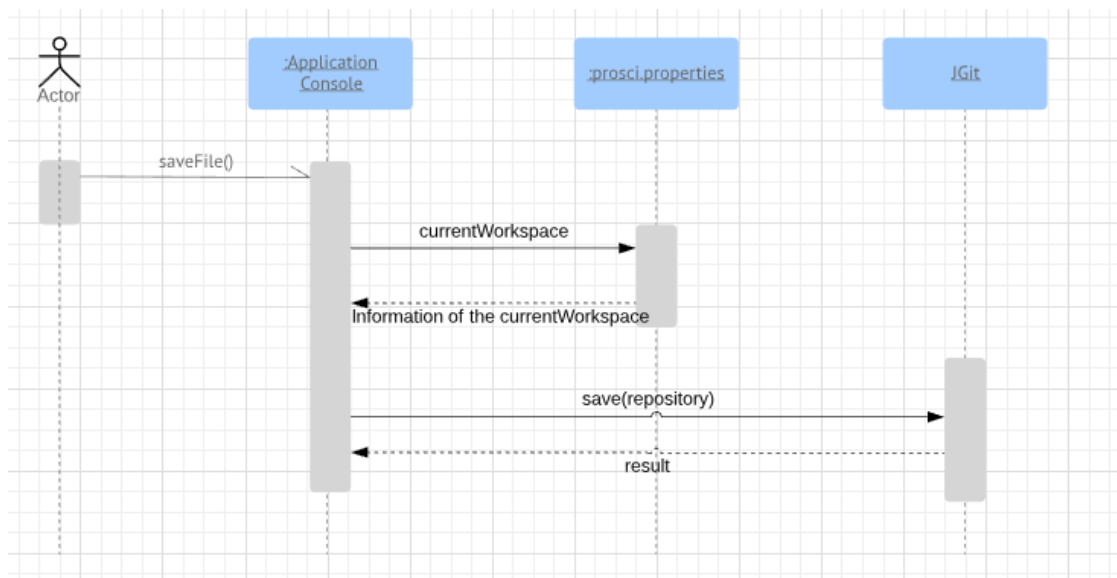 :Application
Console
:prosci.properties
JGit
Actor
saveFile()
currentWorkspace
Information of the currentWorkspace
save(repository)
result